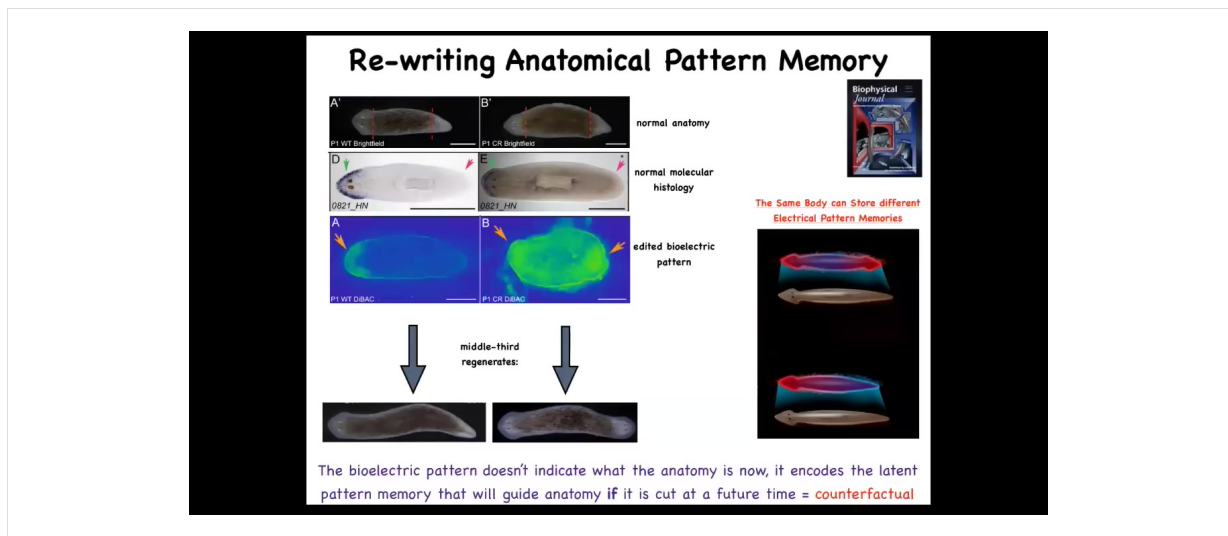 Re-writing Anatomical Pattern Memory
A'
P1 WT Brightfield
B'
P1 CR Brightfield
normal anatomy
Biophysical
Journal
D
0821_HN
E
0821_HN
normal molecular
histology
The Same Body can Store different
Electrical Pattern Memories
A
P1 WT DiBAC
B
P1 CR DiBAC
edited bioelectric
pattern
middle-third
regenerates:
The bioelectric pattern doesn't indicate what the anatomy is now, it encodes the latent
pattern memory that will guide anatomy if it is cut at a future time = counterfactual